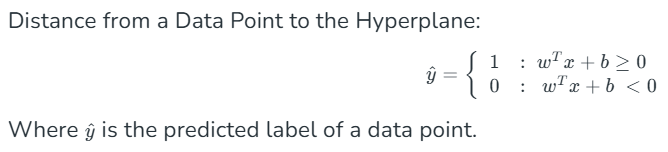 Distance from a Data Point to the Hyperplane:
ŷ = { 1 : wᵀx + b ≥ 0
0 : wᵀx + b < 0
Where ŷ is the predicted label of a data point.